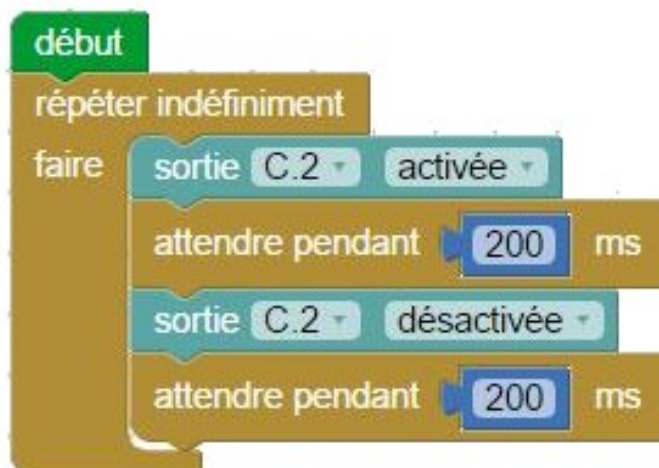 début
répéter indéfiniment
faire sortie C.2 activée
attendre pendant 200 ms
sortie C.2 désactivée
attendre pendant 200 ms